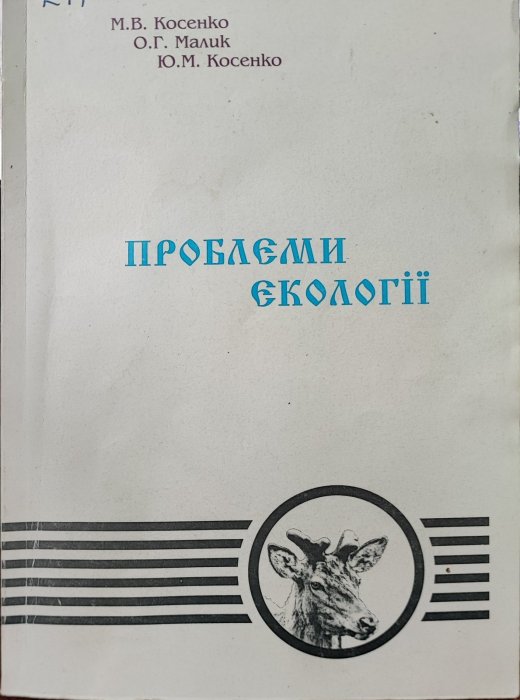 М.В. Косенко
О.Г. Малик
Ю.М. Косенко
ПРОБЛЕМИ
ЕКОЛОГІЇ